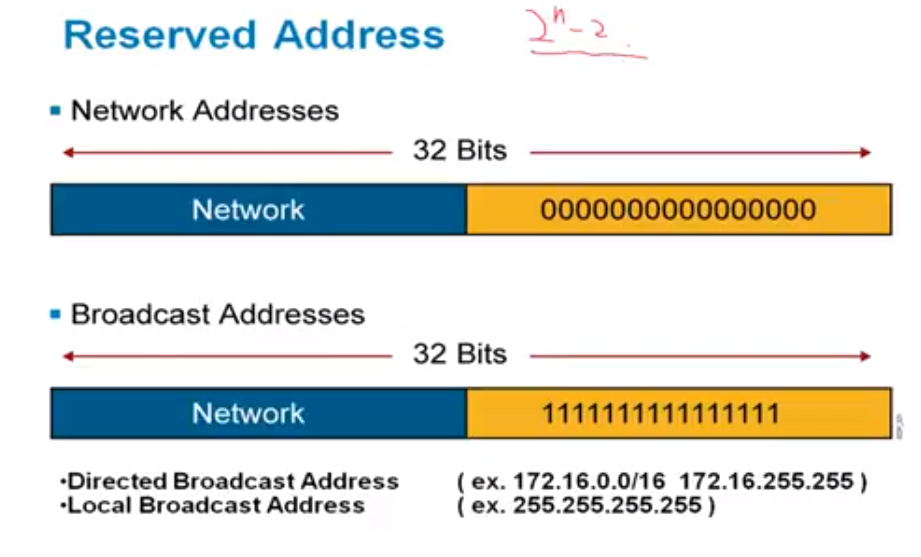 Reserved Address 2ⁿ-2
▪ Network Addresses
32 Bits
Network 0000000000000000
▪ Broadcast Addresses
32 Bits
Network 1111111111111111
•Directed Broadcast Address ( ex. 172.16.0.0/16 172.16.255.255 )
•Local Broadcast Address ( ex. 255.255.255.255 )